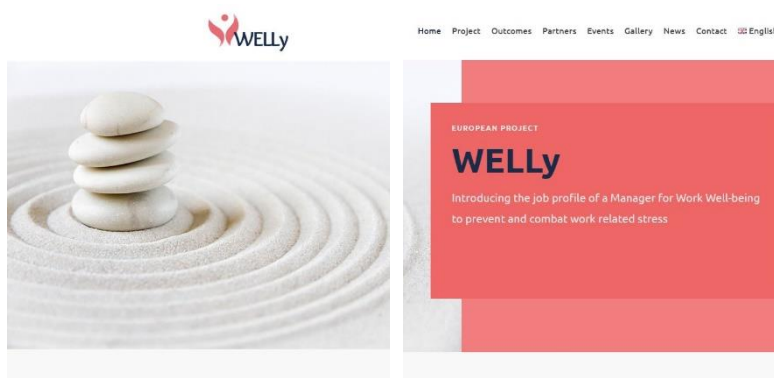 WELLy
Home Project Outcomes Partners Events Gallery News Contact English
EUROPEAN PROJECT
WELLy
Introducing the job profile of a Manager for Work Well-being
to prevent and combat work related stress